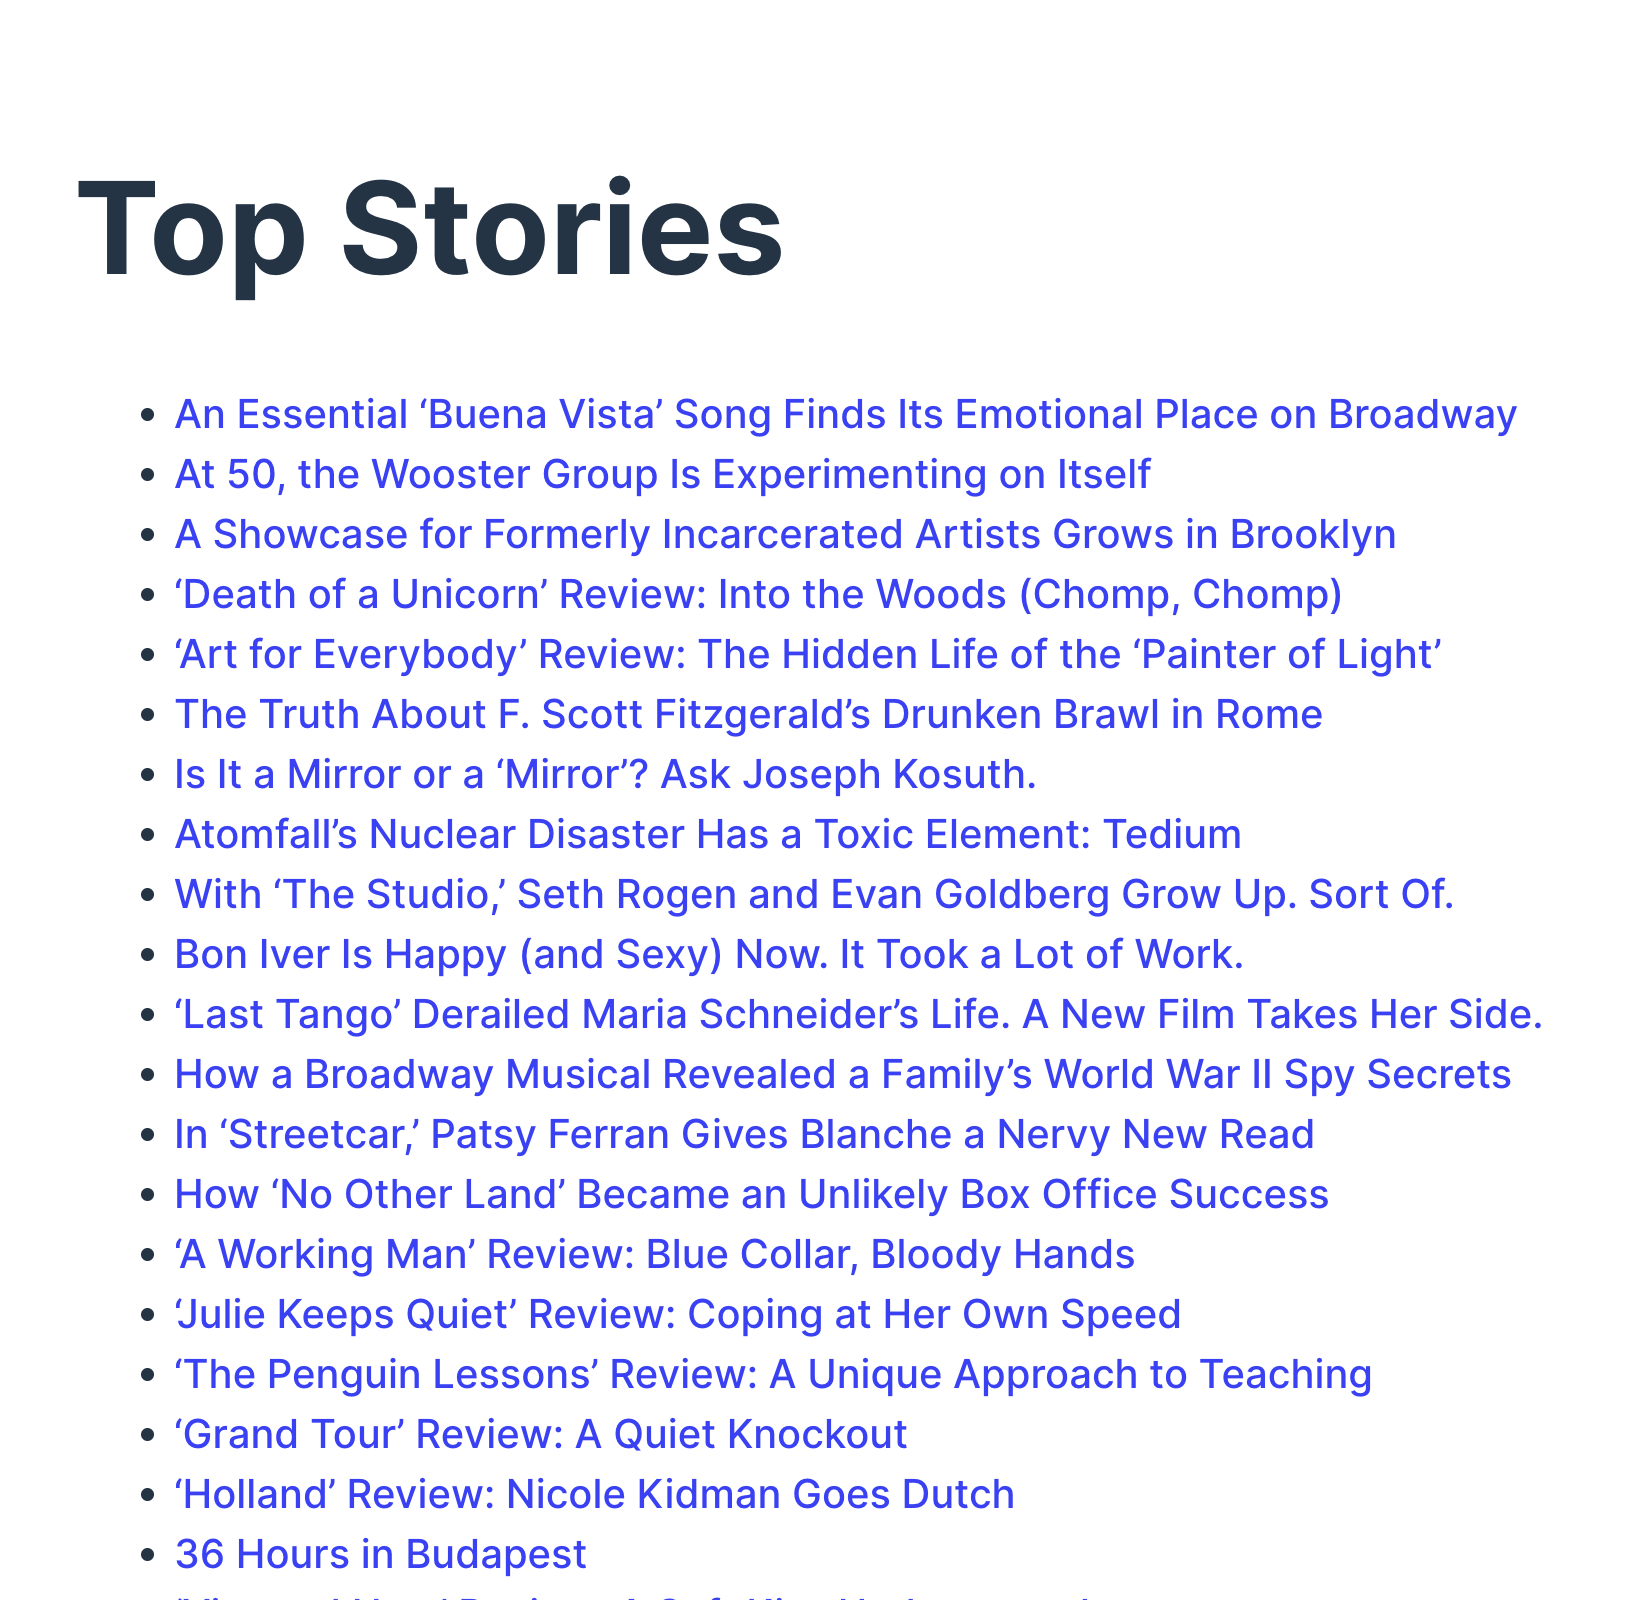 Top Stories
An Essential ‘Buena Vista’ Song Finds Its Emotional Place on Broadway
At 50, the Wooster Group Is Experimenting on Itself
A Showcase for Formerly Incarcerated Artists Grows in Brooklyn
‘Death of a Unicorn’ Review: Into the Woods (Chomp, Chomp)
‘Art for Everybody’ Review: The Hidden Life of the ‘Painter of Light’
The Truth About F. Scott Fitzgerald’s Drunken Brawl in Rome
Is It a Mirror or a ‘Mirror’? Ask Joseph Kosuth.
Atomfall’s Nuclear Disaster Has a Toxic Element: Tedium
With ‘The Studio,’ Seth Rogen and Evan Goldberg Grow Up. Sort Of.
Bon Iver Is Happy (and Sexy) Now. It Took a Lot of Work.
‘Last Tango’ Derailed Maria Schneider’s Life. A New Film Takes Her Side.
How a Broadway Musical Revealed a Family’s World War II Spy Secrets
In ‘Streetcar,’ Patsy Ferran Gives Blanche a Nervy New Read
How ‘No Other Land’ Became an Unlikely Box Office Success
‘A Working Man’ Review: Blue Collar, Bloody Hands
‘Julie Keeps Quiet’ Review: Coping at Her Own Speed
‘The Penguin Lessons’ Review: A Unique Approach to Teaching
‘Grand Tour’ Review: A Quiet Knockout
‘Holland’ Review: Nicole Kidman Goes Dutch
36 Hours in Budapest